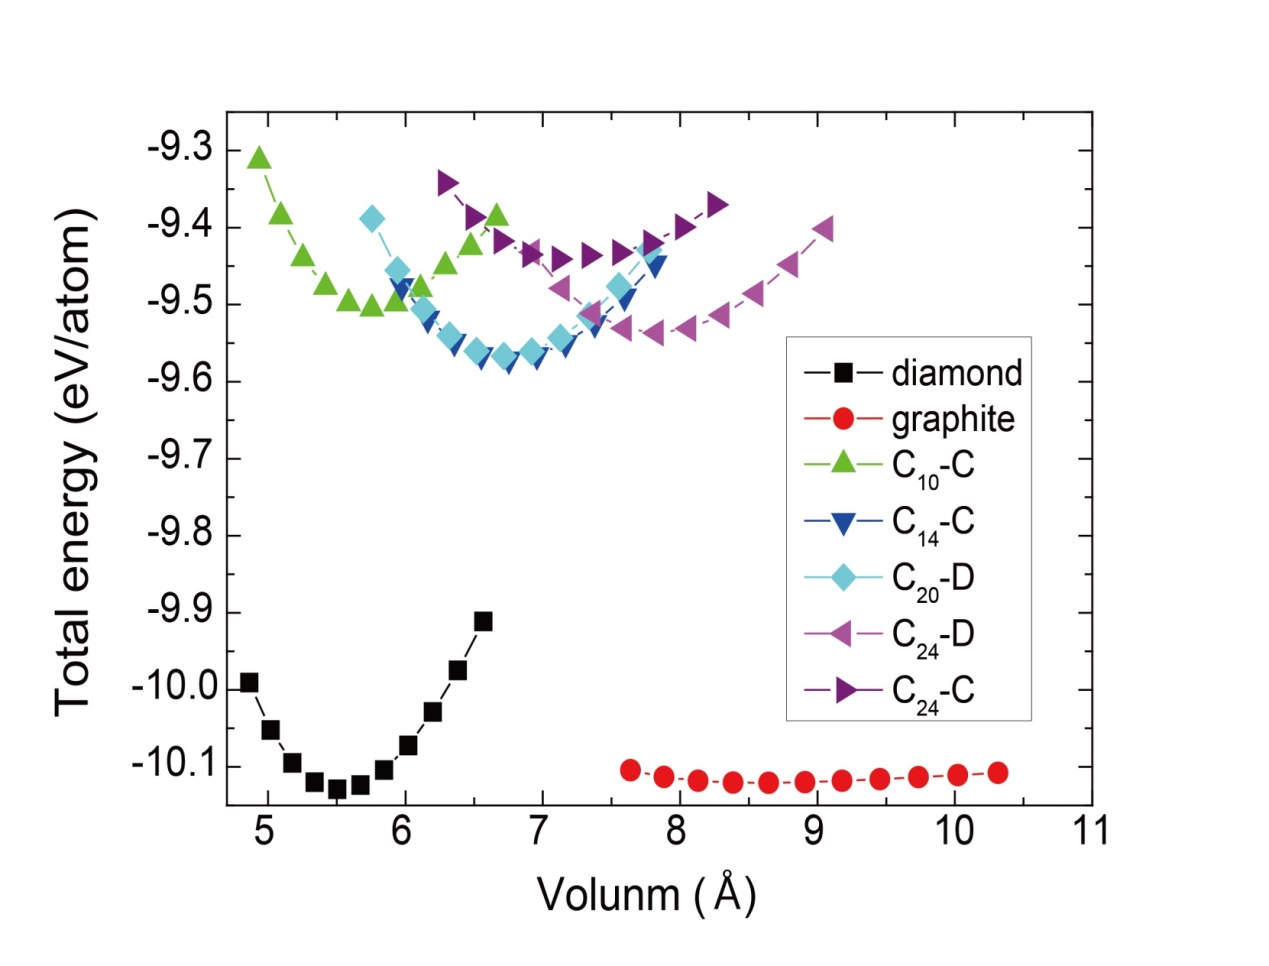 Total energy (eV/atom)
-9.3
-9.4
-9.5
-9.6
-9.7
-9.8
-9.9
-10.0
-10.1
diamond
graphite
C10-C
C14-C
C20-D
C24-D
C24-C
5 6 7 8 9 10 11
Volunm (Å)